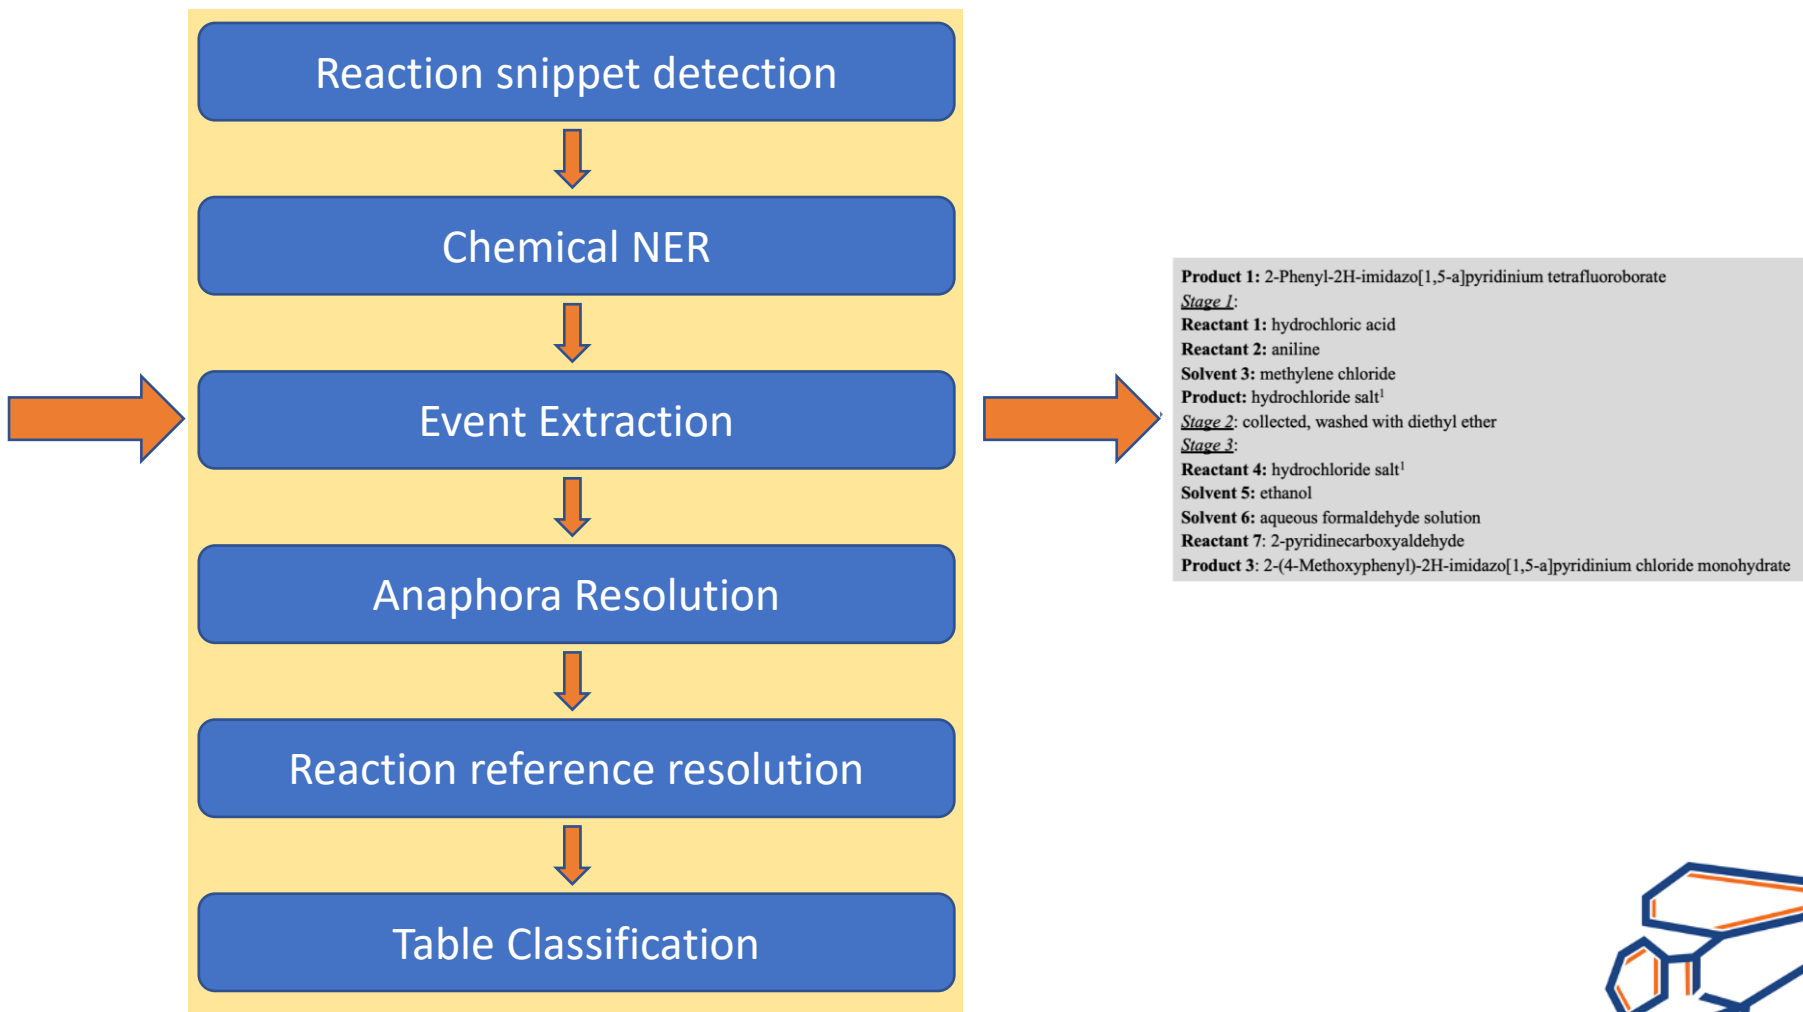 Reaction snippet detection
Chemical NER
Event Extraction
Anaphora Resolution
Reaction reference resolution
Table Classification
Product 1: 2-Phenyl-2H-imidazo[1,5-a]pyridinium tetrafluoroborate
Stage 1:
Reactant 1: hydrochloric acid
Reactant 2: aniline
Solvent 3: methylene chloride
Product: hydrochloride salt¹
Stage 2: collected, washed with diethyl ether
Stage 3:
Reactant 4: hydrochloride salt¹
Solvent 5: ethanol
Solvent 6: aqueous formaldehyde solution
Reactant 7: 2-pyridinecarboxyaldehyde
Product 3: 2-(4-Methoxyphenyl)-2H-imidazo[1,5-a]pyridinium chloride monohydrate